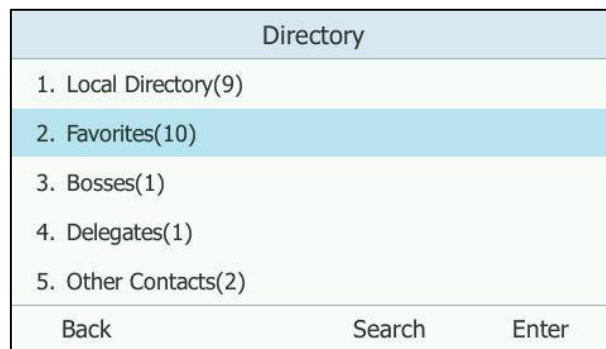 Directory
1. Local Directory(9)
2. Favorites(10)
3. Bosses(1)
4. Delegates(1)
5. Other Contacts(2)
Back Search Enter